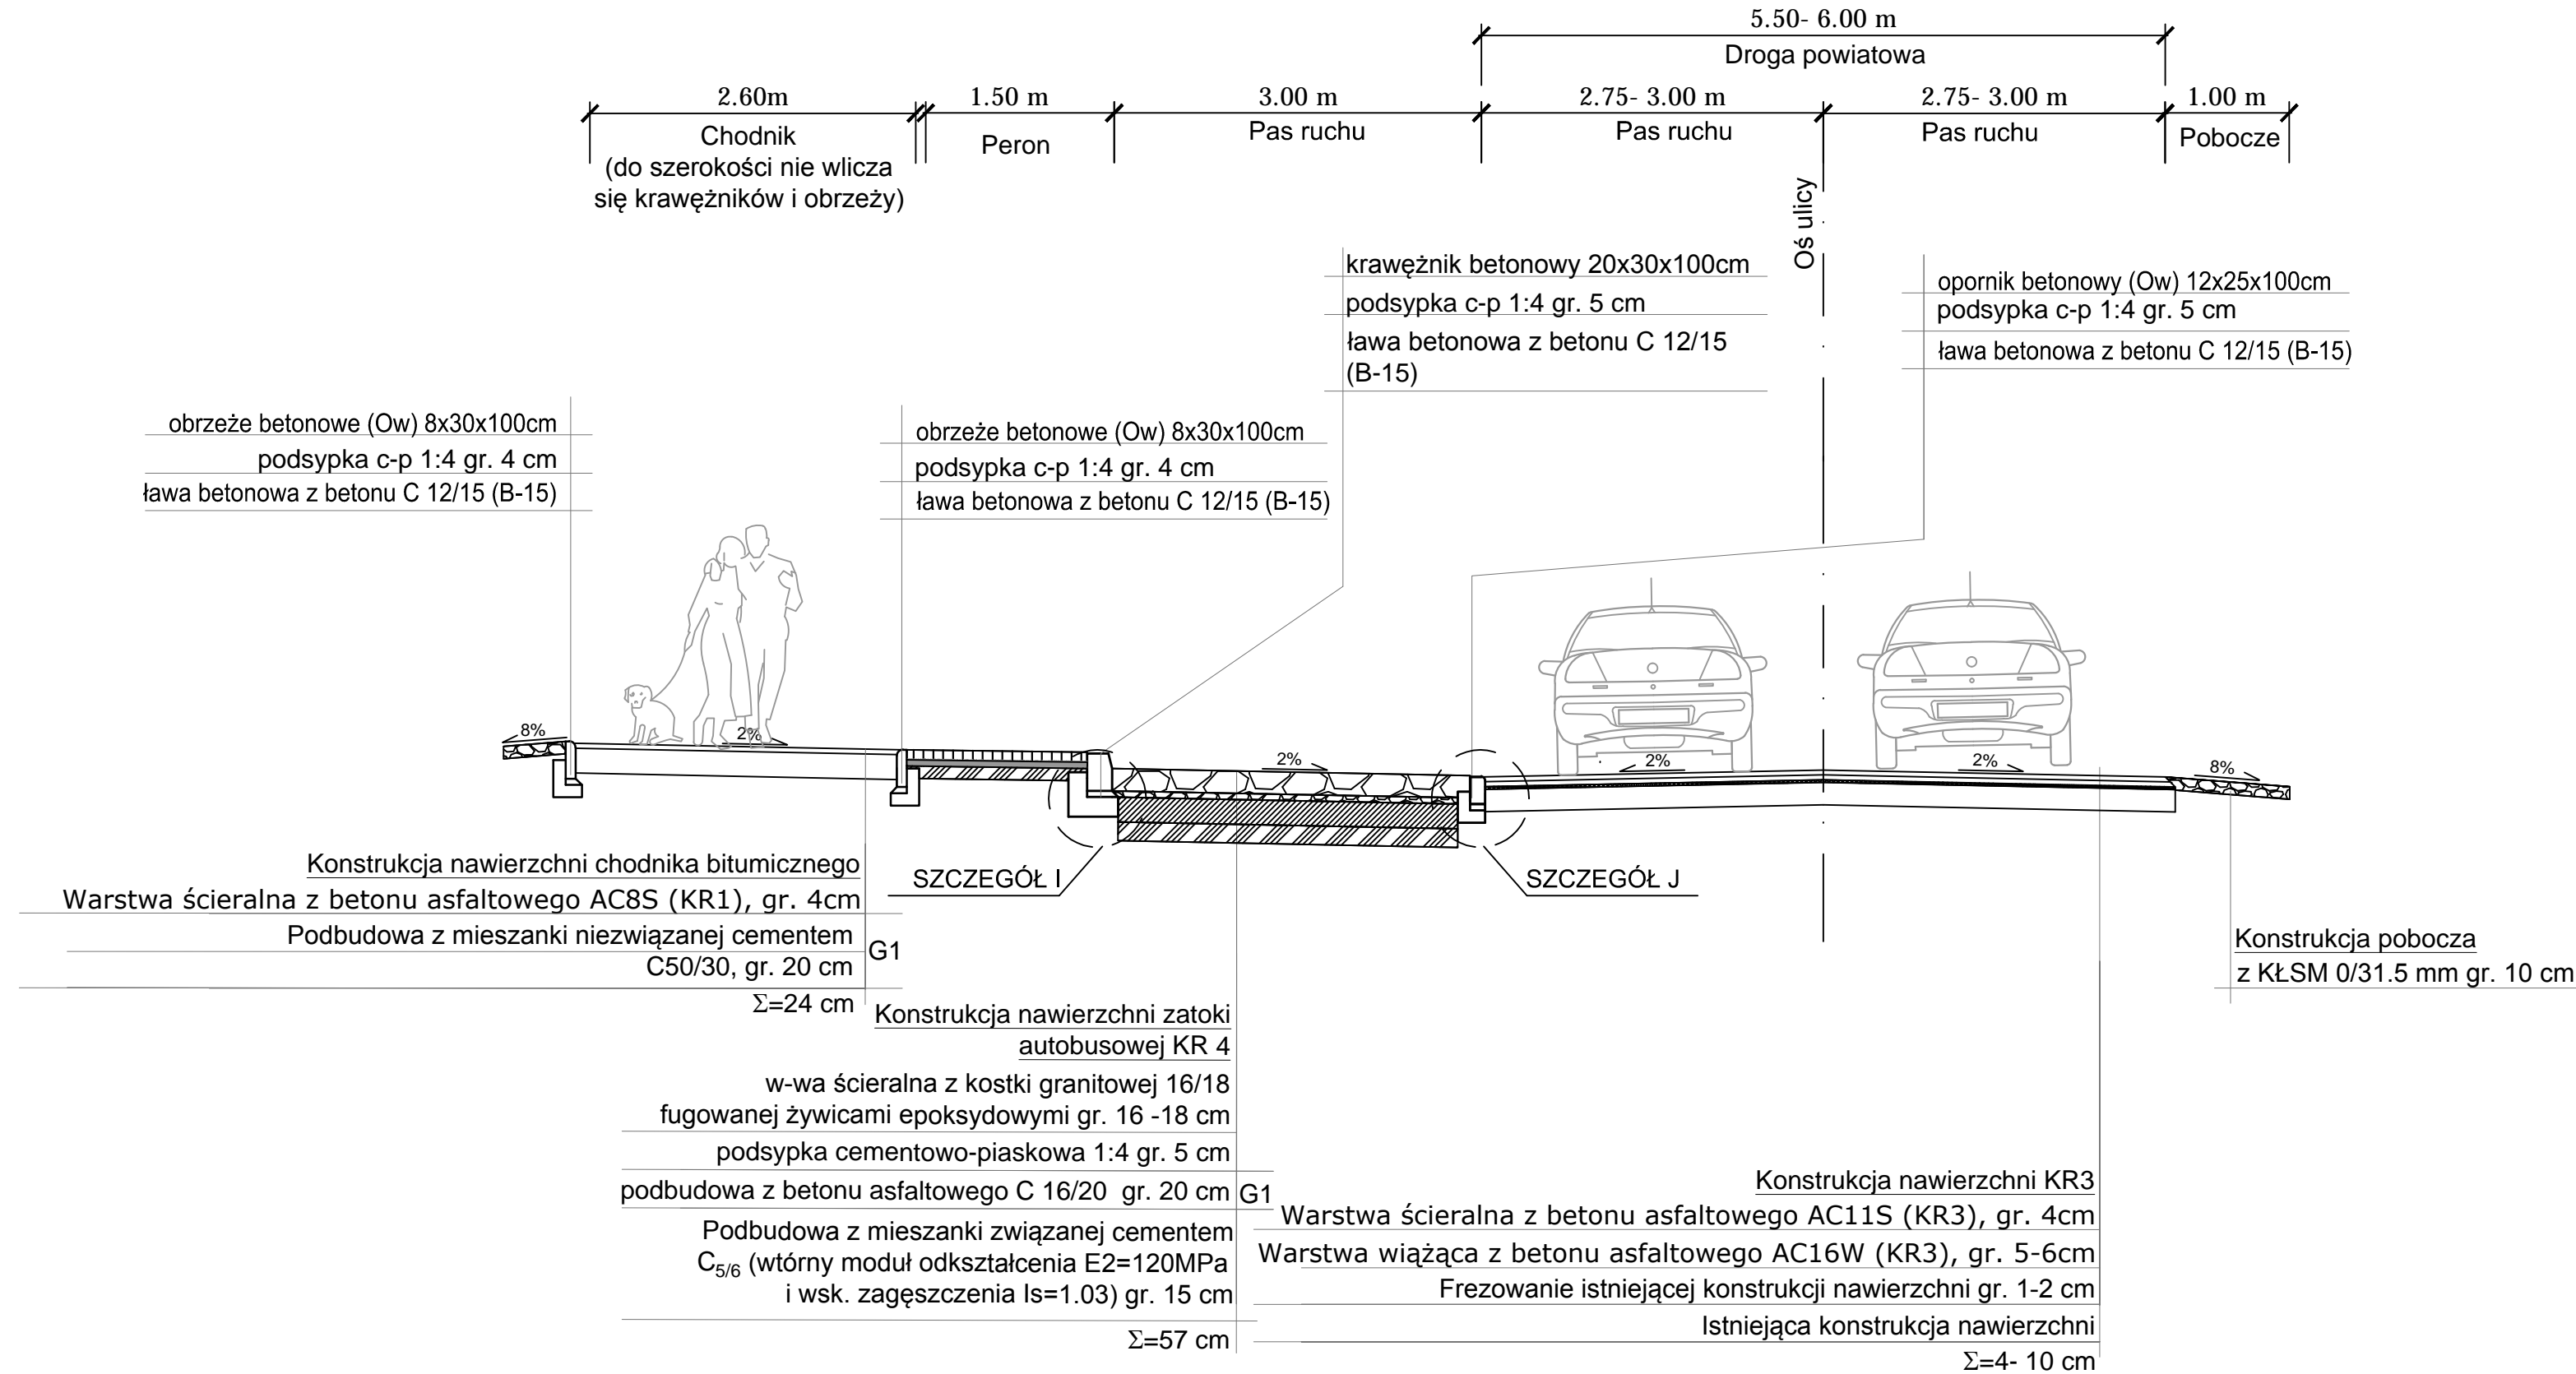 5.50- 6.00 m
Droga powiatowa
2.60m
1.50 m
3.00 m
2.75- 3.00 m
2.75- 3.00 m
1.00 m
Chodnik
(do szerokości nie wlicza
się krawężników i obrzeży)
Peron
Pas ruchu
Pas ruchu
Pas ruchu
Pobocze
Oś ulicy
krawężnik betonowy 20x30x100cm
podsypka c-p 1:4 gr. 5 cm
ława betonowa z betonu C 12/15
(B-15)
opornik betonowy (Ow) 12x25x100cm
podsypka c-p 1:4 gr. 5 cm
ława betonowa z betonu C 12/15 (B-15)
obrzeże betonowe (Ow) 8x30x100cm
podsypka c-p 1:4 gr. 4 cm
ława betonowa z betonu C 12/15 (B-15)
obrzeże betonowe (Ow) 8x30x100cm
podsypka c-p 1:4 gr. 4 cm
ława betonowa z betonu C 12/15 (B-15)
8%
2%
2%
2%
2%
8%
SZCZEGÓŁ I
SZCZEGÓŁ J
Konstrukcja nawierzchni chodnika bitumicznego
Warstwa ścieralna z betonu asfaltowego AC8S (KR1), gr. 4cm
Podbudowa z mieszanki niezwiązanej cementem
C50/30, gr. 20 cm
G1
Σ=24 cm
Konstrukcja pobocza
z KŁSM 0/31.5 mm gr. 10 cm
Konstrukcja nawierzchni zatoki
autobusowej KR 4
w-wa ścieralna z kostki granitowej 16/18
fugowanej żywicami epoksydowymi gr. 16 -18 cm
podsypka cementowo-piaskowa 1:4 gr. 5 cm
podbudowa z betonu asfaltowego C 16/20 gr. 20 cm
G1
Podbudowa z mieszanki związanej cementem
C5/6 (wtórny moduł odkształcenia E2=120MPa
i wsk. zagęszczenia Is=1.03) gr. 15 cm
Σ=57 cm
Konstrukcja nawierzchni KR3
Warstwa ścieralna z betonu asfaltowego AC11S (KR3), gr. 4cm
Warstwa wiążąca z betonu asfaltowego AC16W (KR3), gr. 5-6cm
Frezowanie istniejącej konstrukcji nawierzchni gr. 1-2 cm
Istniejąca konstrukcja nawierzchni
Σ=4- 10 cm